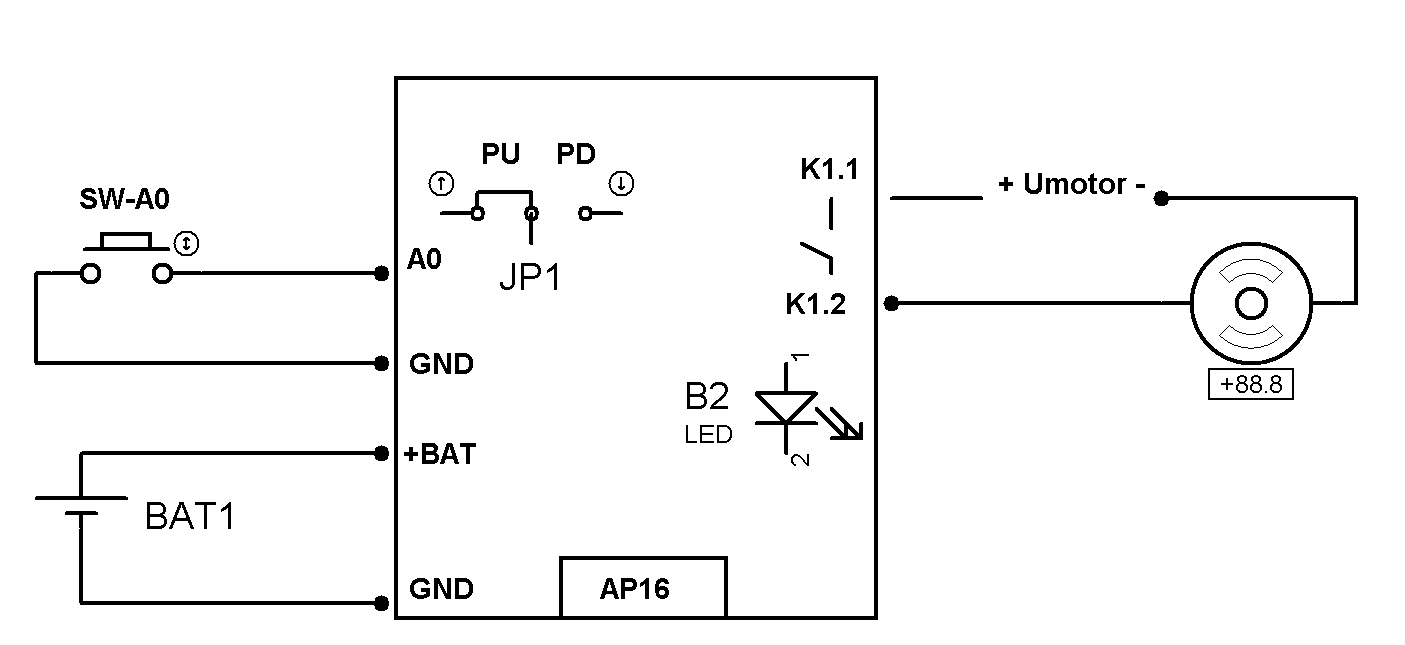 PU PD
K1.1
+ Umotor -
SW-A0
A0
JP1
K1.2
GND
1
B2
LED
+88.8
2
+BAT
BAT1
GND
AP16